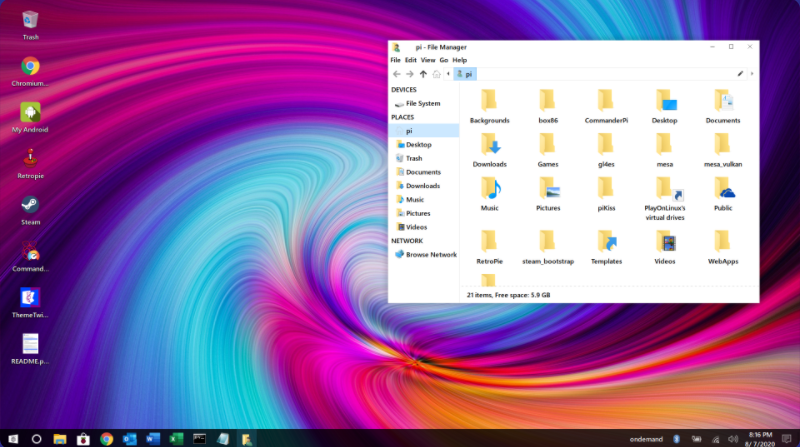 Trash
Chromium...
My Android
Retropie
Steam
Command...
ThemeTwi...
README.p...
pi - File Manager
File Edit View Go Help
pi
DEVICES
File System
PLACES
pi
Desktop
Trash
Documents
Downloads
Music
Pictures
Videos
NETWORK
Browse Network
Backgrounds box86 CommanderPi Desktop Documents
Downloads Games gl4es mesa mesa_vulkan
Music Pictures piKiss PlayOnLinux's Public
virtual drives
RetroPie steam_bootstrap Templates Videos WebApps
21 items, Free space: 5.9 GB
ondemand
8:16 PM
8/ 7/2020